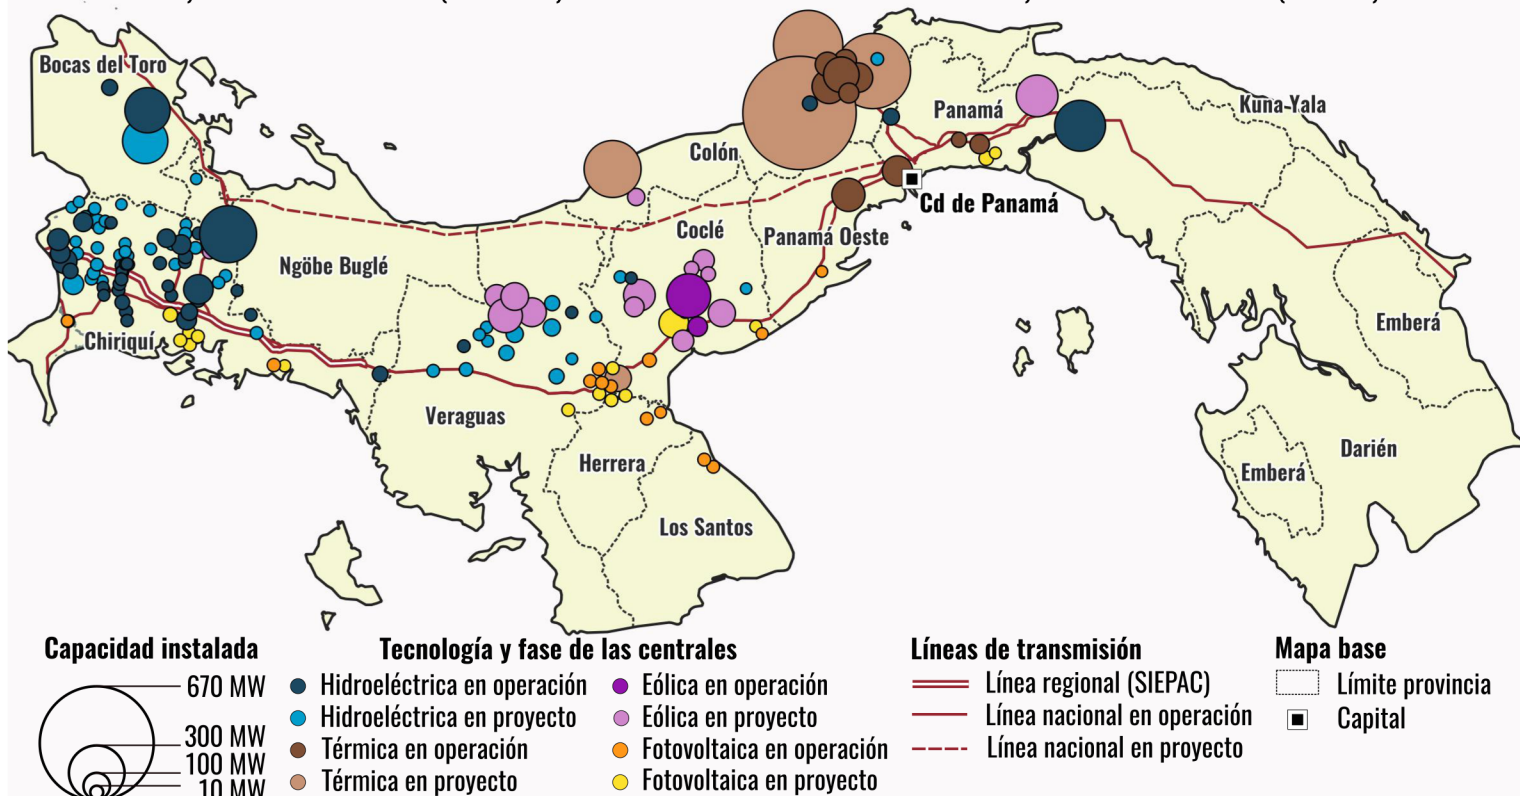 Bocas del Toro
Kuna-Yala
Panamá
Colón
Cd de Panamá
Coclé
Panamá Oeste
Ngöbe Buglé
Emberá
Chiriquí
Veraguas
Darién
Herrera
Emberá
Los Santos
Capacidad instalada
670 MW
300 MW
100 MW
10 MW
Tecnología y fase de las centrales
Hidroeléctrica en operación
Hidroeléctrica en proyecto
Térmica en operación
Térmica en proyecto
Eólica en operación
Eólica en proyecto
Fotovoltaica en operación
Fotovoltaica en proyecto
Líneas de transmisión
Línea regional (SIEPAC)
Línea nacional en operación
Línea nacional en proyecto
Mapa base
Límite provincia
Capital